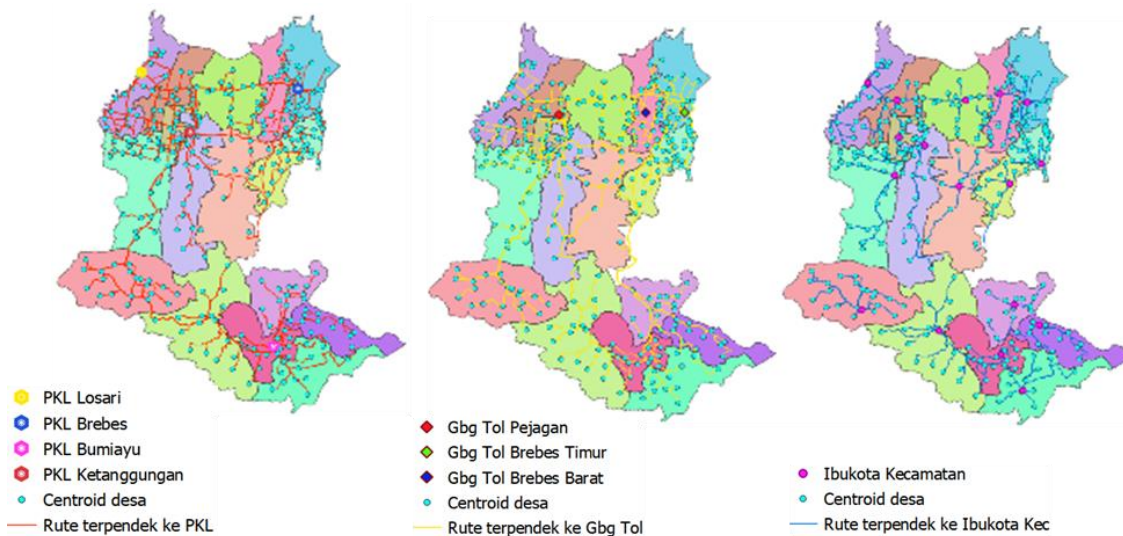 PKL Losari
PKL Brebes
PKL Bumiayu
PKL Ketanggungan
Centroid desa
Rute terpendek ke PKL
Gbg Tol Pejagan
Gbg Tol Brebes Timur
Gbg Tol Brebes Barat
Centroid desa
Rute terpendek ke Gbg Tol
Ibukota Kecamatan
Centroid desa
Rute terpendek ke Ibukota Kec